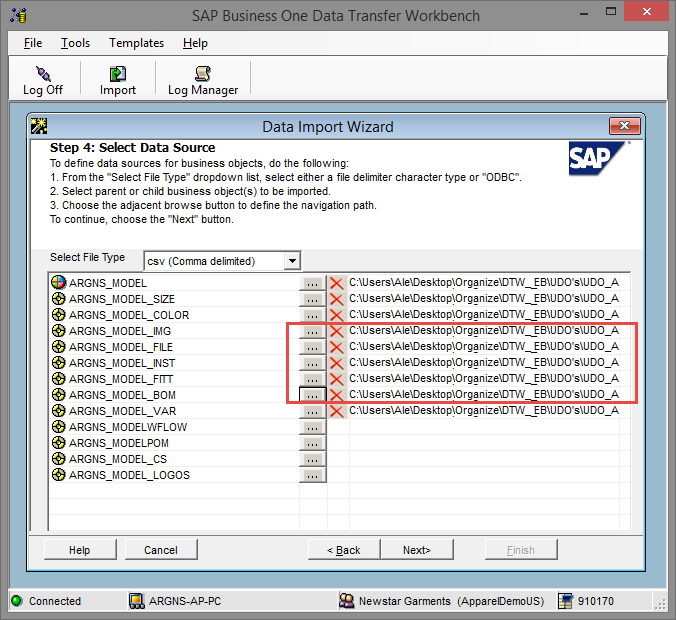 SAP Business One Data Transfer Workbench
File Tools Templates Help
Log Off Import Log Manager
Data Import Wizard
Step 4: Select Data Source
To define data sources for business objects, do the following:
1. From the "Select File Type" dropdown list, select either a file delimiter character type or "ODBC".
2. Select parent or child business object(s) to be imported.
3. Choose the adjacent browse button to define the navigation path.
To continue, choose the "Next" button.
SAP
Select File Type csv (Comma delimited)
ARGNS_MODEL ... C:\Users\Ale\Desktop\Organize\DTW_EB\UDO's\UDO_A
ARGNS_MODEL_SIZE ... C:\Users\Ale\Desktop\Organize\DTW_EB\UDO's\UDO_A
ARGNS_MODEL_COLOR ... C:\Users\Ale\Desktop\Organize\DTW_EB\UDO's\UDO_A
ARGNS_MODEL_IMG ... C:\Users\Ale\Desktop\Organize\DTW_EB\UDO's\UDO_A
ARGNS_MODEL_FILE ... C:\Users\Ale\Desktop\Organize\DTW_EB\UDO's\UDO_A
ARGNS_MODEL_INST ... C:\Users\Ale\Desktop\Organize\DTW_EB\UDO's\UDO_A
ARGNS_MODEL_FITT ... C:\Users\Ale\Desktop\Organize\DTW_EB\UDO's\UDO_A
ARGNS_MODEL_BOM ... C:\Users\Ale\Desktop\Organize\DTW_EB\UDO's\UDO_A
ARGNS_MODEL_VAR ... C:\Users\Ale\Desktop\Organize\DTW_EB\UDO's\UDO_A
ARGNS_MODELWFLOW ...
ARGNS_MODELPOM ...
ARGNS_MODEL_CS ...
ARGNS_MODEL_LOGOS ...
Help Cancel < Back Next> Finish
Connected ARGNS-AP-PC Newstar Garments (ApparelDemoUS) 910170